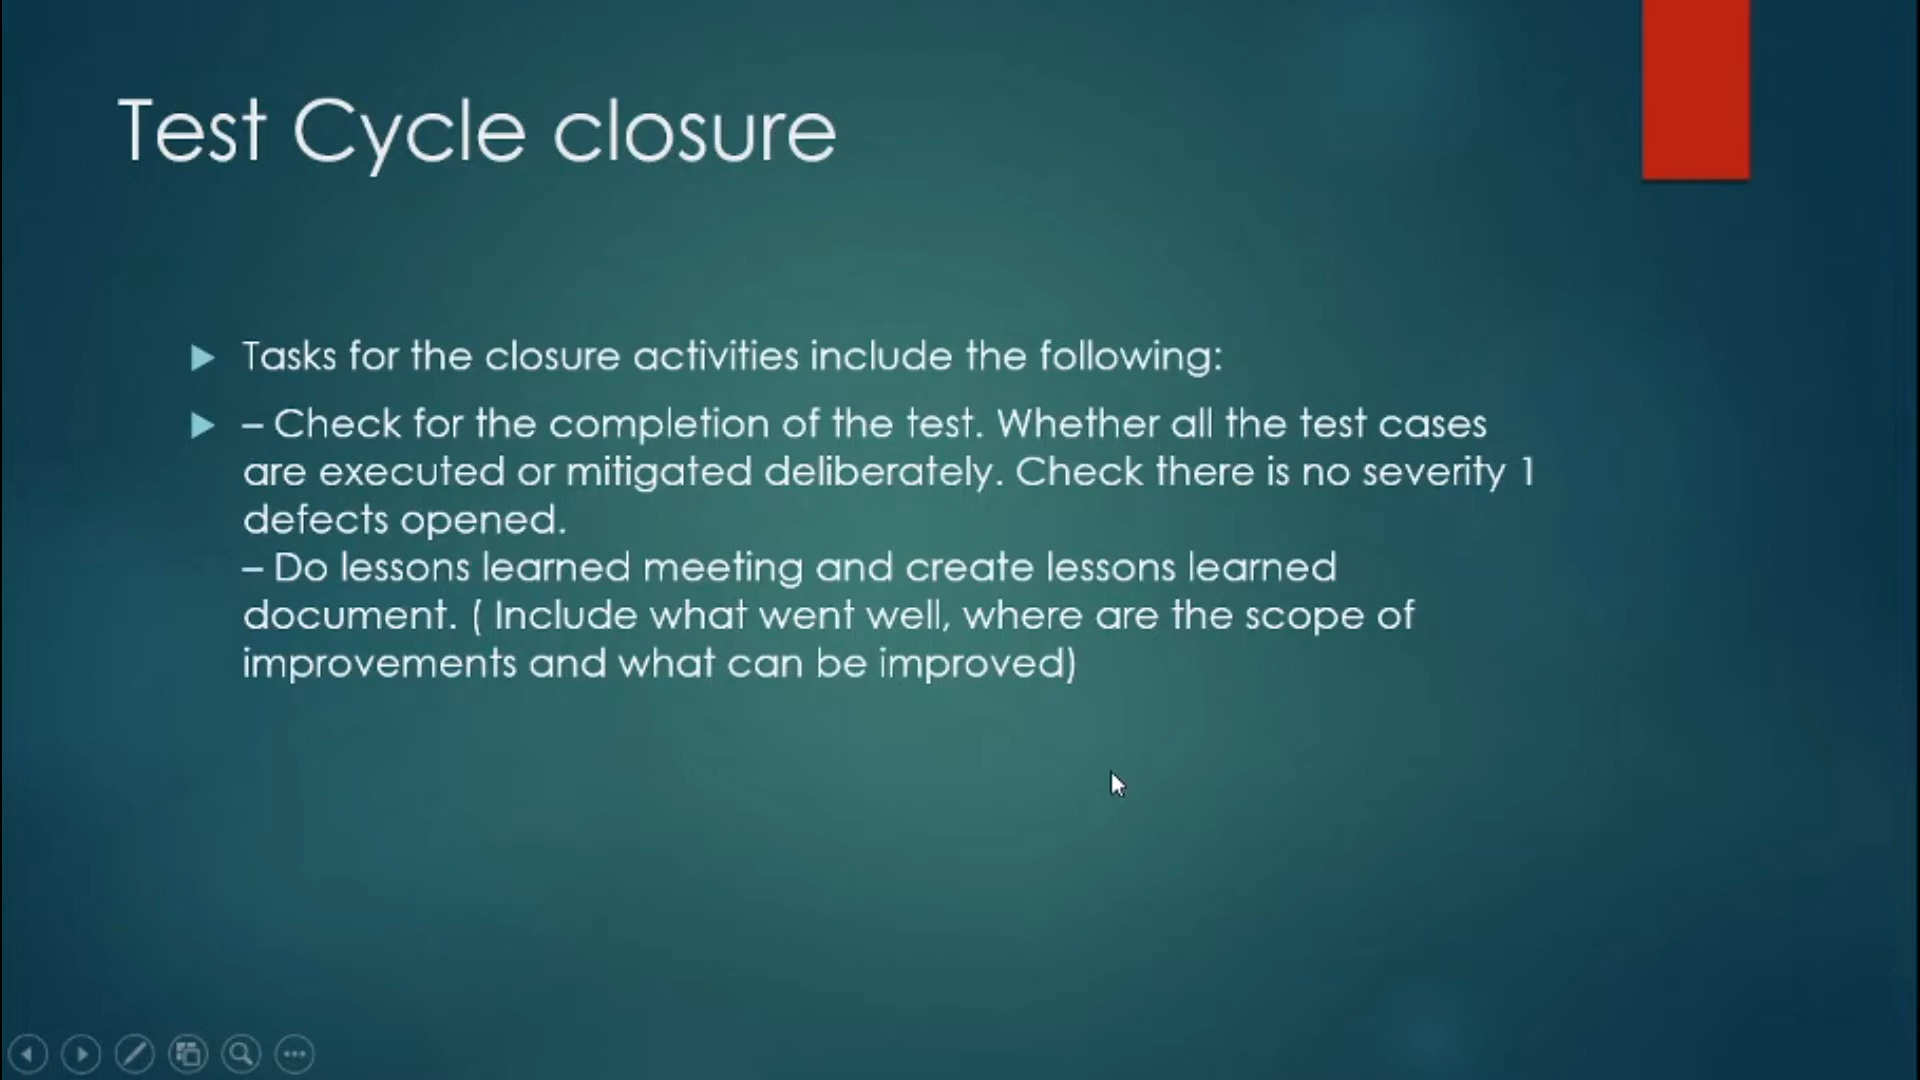 Test Cycle closure
Tasks for the closure activities include the following:
– Check for the completion of the test. Whether all the test cases
are executed or mitigated deliberately. Check there is no severity 1
defects opened.
– Do lessons learned meeting and create lessons learned
document. ( Include what went well, where are the scope of
improvements and what can be improved)